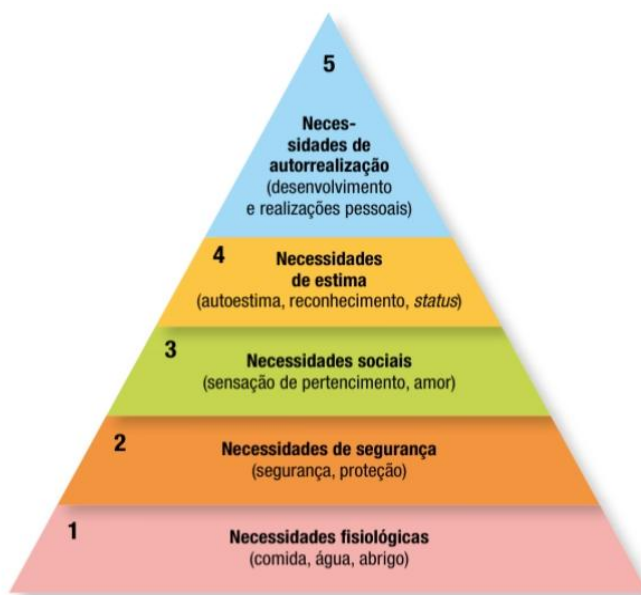 5
Neces-
sidades de
autorrealização
(desenvolvimento
e realizações pessoais)
4
Necessidades
de estima
(autoestima, reconhecimento, status)
3
Necessidades sociais
(sensação de pertencimento, amor)
2
Necessidades de segurança
(segurança, proteção)
1
Necessidades fisiológicas
(comida, água, abrigo)